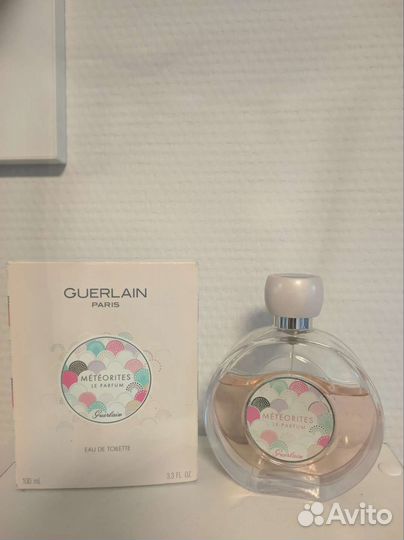 GUERLAIN
PARIS
MÉTÉORITES
LE PARFUM
Guerlain
EAU DE TOILETTE
100 ml
3,3 FL. OZ.
MÉTÉORITES
LE PARFUM
Guerlain
Avito